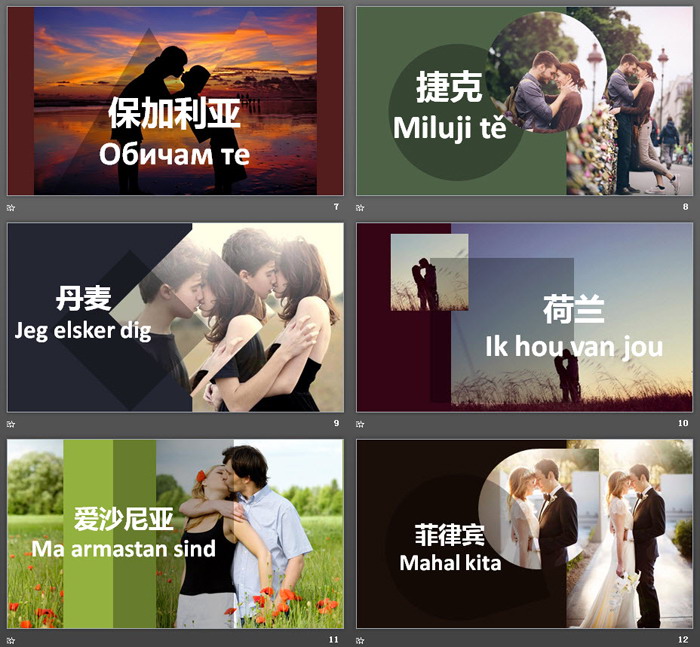 保加利亚
Обичам те
7
捷克
Miluji tě
8
丹麦
Jeg elsker dig
9
荷兰
Ik hou van jou
10
爱沙尼亚
Ma armastan sind
11
菲律宾
Mahal kita
12